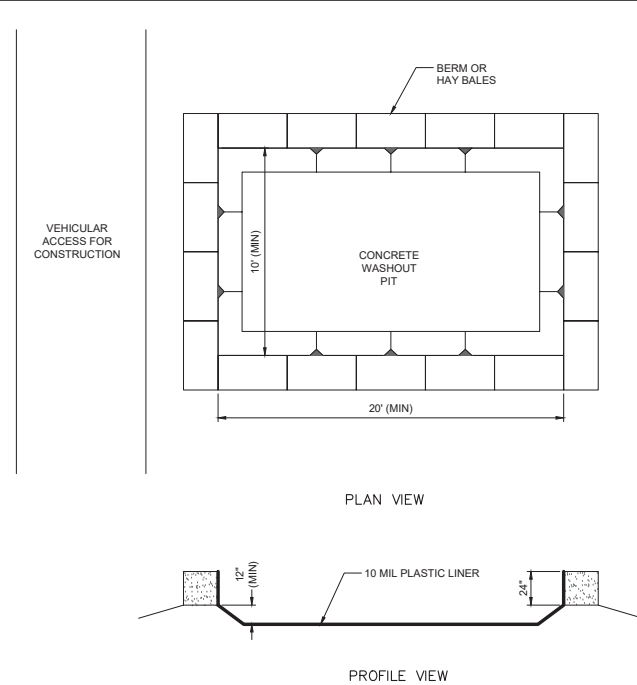 BERM OR
HAY BALES
VEHICULAR
ACCESS FOR
CONSTRUCTION
10' (MIN)
CONCRETE
WASHOUT
PIT
20' (MIN)
PLAN VIEW
12"
(MIN)
10 MIL PLASTIC LINER
24"
PROFILE VIEW